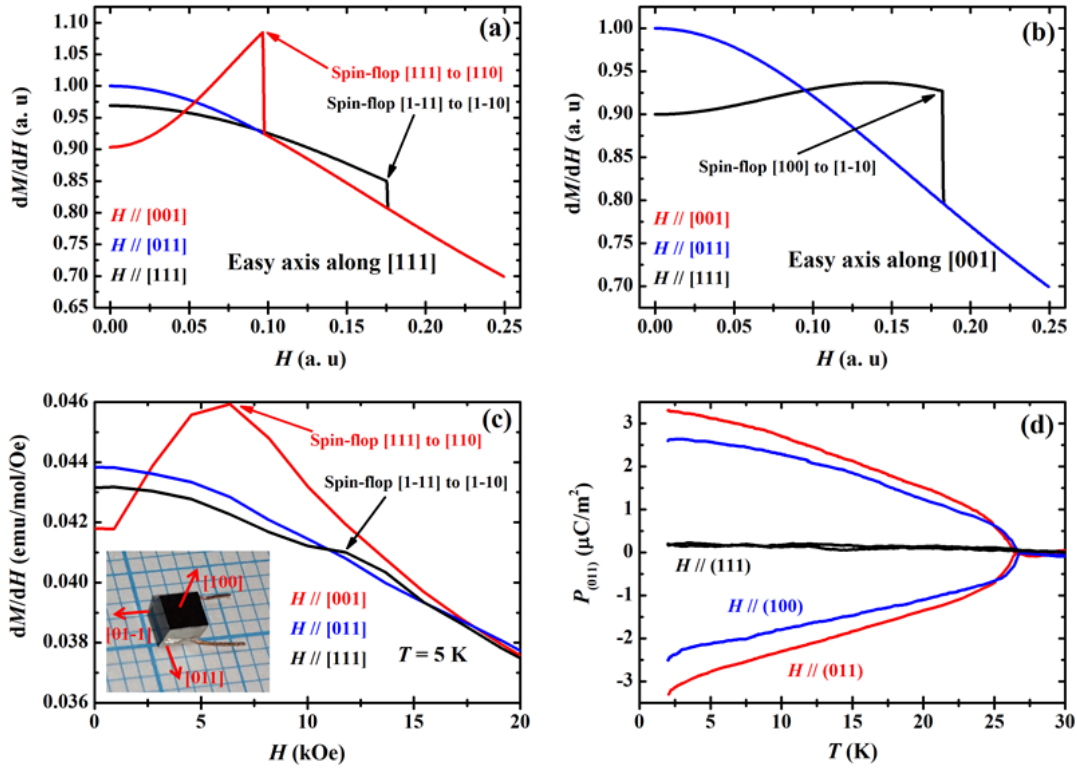 (a)
1.10
1.05
1.00
0.95
0.90
0.85
0.80
0.75
0.70
0.65
dM/dH (a. u)
Spin-flop [111] to [110]
Spin-flop [1-11] to [1-10]
H // [001]
H // [011]
H // [111]
Easy axis along [111]
0.00 0.05 0.10 0.15 0.20 0.25
H (a. u)
(b)
1.00
0.95
0.90
0.85
0.80
0.75
0.70
dM/dH (a. u)
Spin-flop [100] to [1-10]
H // [001]
H // [011]
H // [111]
Easy axis along [001]
0.00 0.05 0.10 0.15 0.20 0.25
H (a. u)
(c)
0.046
0.044
0.042
0.040
0.038
0.036
dM/dH (emu/mol/Oe)
Spin-flop [111] to [110]
Spin-flop [1-11] to [1-10]
[100]
[01-1]
[011]
H // [001]
H // [011]
H // [111]
T = 5 K
0 5 10 15 20
H (kOe)
(d)
3
2
1
0
-1
-2
-3
P(011) (μC/m²)
H // (111)
H // (100)
H // (011)
0 5 10 15 20 25 30
T (K)